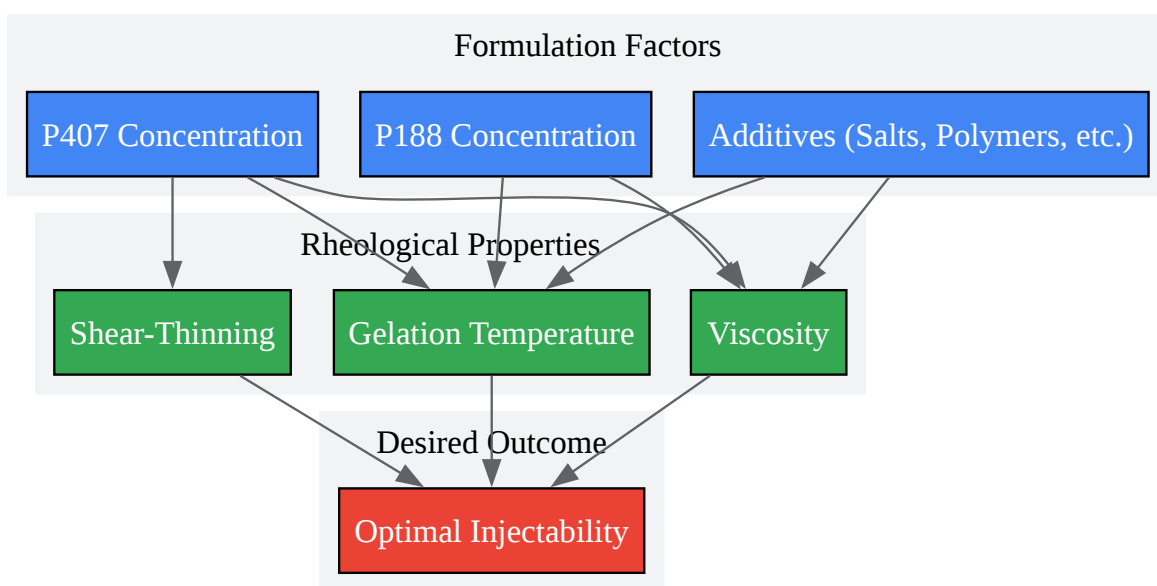 Formulation Factors
P407 Concentration
P188 Concentration
Additives (Salts, Polymers, etc.)
Rheological Properties
Shear-Thinning
Gelation Temperature
Viscosity
Desired Outcome
Optimal Injectability